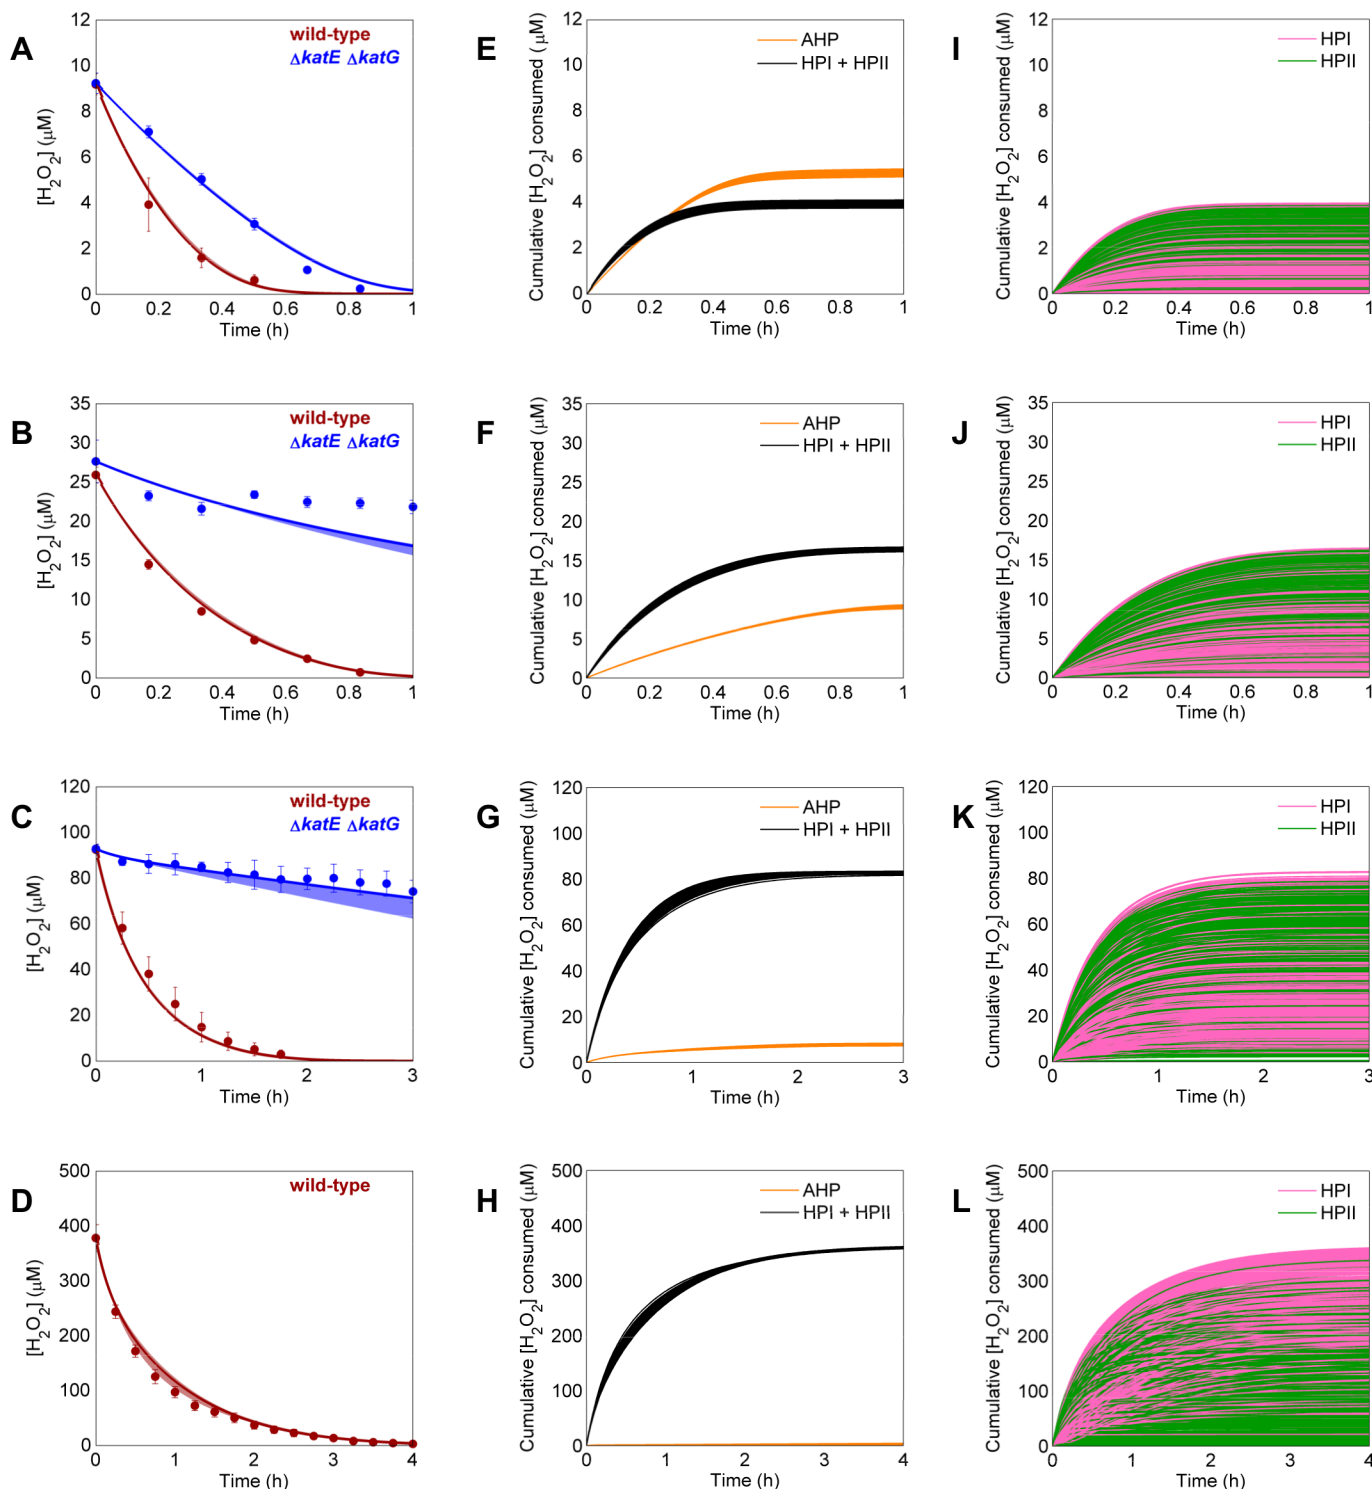 A
wild-type
ΔkatE ΔkatG
[H₂O₂] (μM)
12
10
8
6
4
2
0
0 0.2 0.4 0.6 0.8 1
Time (h)
E
AHP
HPI + HPII
Cumulative [H₂O₂] consumed (μM)
12
10
8
6
4
2
0
0 0.2 0.4 0.6 0.8 1
Time (h)
I
HPI
HPII
Cumulative [H₂O₂] consumed (μM)
12
10
8
6
4
2
0
0 0.2 0.4 0.6 0.8 1
Time (h)
B
wild-type
ΔkatE ΔkatG
[H₂O₂] (μM)
35
30
25
20
15
10
5
0
0 0.2 0.4 0.6 0.8 1
Time (h)
F
AHP
HPI + HPII
Cumulative [H₂O₂] consumed (μM)
35
30
25
20
15
10
5
0
0 0.2 0.4 0.6 0.8 1
Time (h)
J
HPI
HPII
Cumulative [H₂O₂] consumed (μM)
35
30
25
20
15
10
5
0
0 0.2 0.4 0.6 0.8 1
Time (h)
C
wild-type
ΔkatE ΔkatG
[H₂O₂] (μM)
120
100
80
60
40
20
0
0 1 2 3
Time (h)
G
AHP
HPI + HPII
Cumulative [H₂O₂] consumed (μM)
120
100
80
60
40
20
0
0 1 2 3
Time (h)
K
HPI
HPII
Cumulative [H₂O₂] consumed (μM)
120
100
80
60
40
20
0
0 1 2 3
Time (h)
D
wild-type
[H₂O₂] (μM)
500
400
300
200
100
0
0 1 2 3 4
Time (h)
H
AHP
HPI + HPII
Cumulative [H₂O₂] consumed (μM)
500
400
300
200
100
0
0 1 2 3 4
Time (h)
L
HPI
HPII
Cumulative [H₂O₂] consumed (μM)
500
400
300
200
100
0
0 1 2 3 4
Time (h)